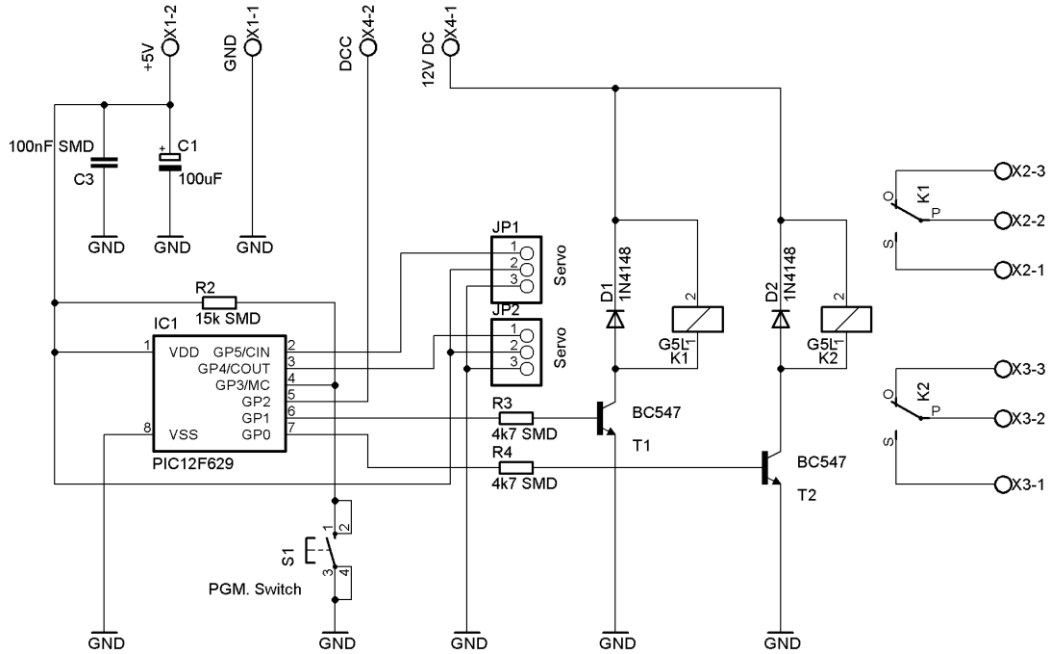 X1-2
+5V
X1-1
GND
X4-2
DCC
X4-1
12V DC
100nF SMD
C3
+
C1
100uF
GND
GND
GND
JP1
1
2
3
Servo
JP2
1
2
3
Servo
R2
15k SMD
IC1
1
VDD
GP5/CIN
2
GP4/COUT
3
GP3/MC
4
GP2
5
GP1
6
8
VSS
GP0
7
PIC12F629
R3
4k7 SMD
R4
4k7 SMD
D1
1N4148
2
1
G5L
K1
D2
1N4148
2
1
G5L
K2
BC547
T1
BC547
T2
O
K1
P
S
X2-3
X2-2
X2-1
O
K2
P
S
X3-3
X3-2
X3-1
S1
1
2
3
4
PGM. Switch
GND
GND
GND
GND
GND